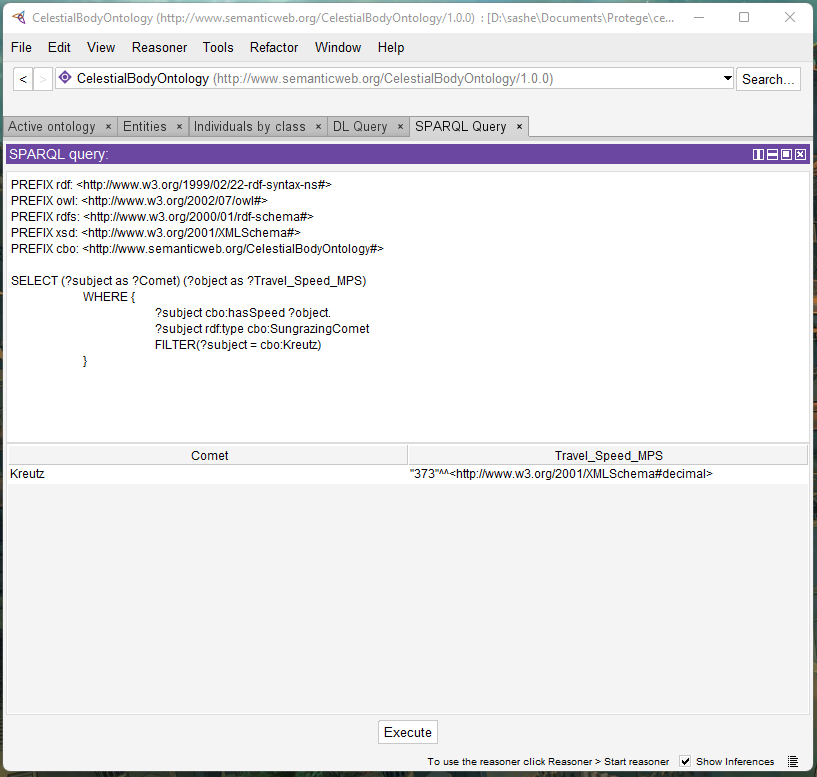 CelestialBodyOntology (http://www.semanticweb.org/CelestialBodyOntology/1.0.0) : [D:\sashe\Documents\Protege\ce...
File Edit View Reasoner Tools Refactor Window Help
< > CelestialBodyOntology (http://www.semanticweb.org/CelestialBodyOntology/1.0.0) Search...
Active ontology × Entities × Individuals by class × DL Query × SPARQL Query ×
SPARQL query:
PREFIX rdf: <http://www.w3.org/1999/02/22-rdf-syntax-ns#>
PREFIX owl: <http://www.w3.org/2002/07/owl#>
PREFIX rdfs: <http://www.w3.org/2000/01/rdf-schema#>
PREFIX xsd: <http://www.w3.org/2001/XMLSchema#>
PREFIX cbo: <http://www.semanticweb.org/CelestialBodyOntology#>
SELECT (?subject as ?Comet) (?object as ?Travel_Speed_MPS)
WHERE {
?subject cbo:hasSpeed ?object.
?subject rdf:type cbo:SungrazingComet
FILTER(?subject = cbo:Kreutz)
}
Comet Travel_Speed_MPS
Kreutz "373"^^<http://www.w3.org/2001/XMLSchema#decimal>
Execute
To use the reasoner click Reasoner > Start reasoner Show Inferences